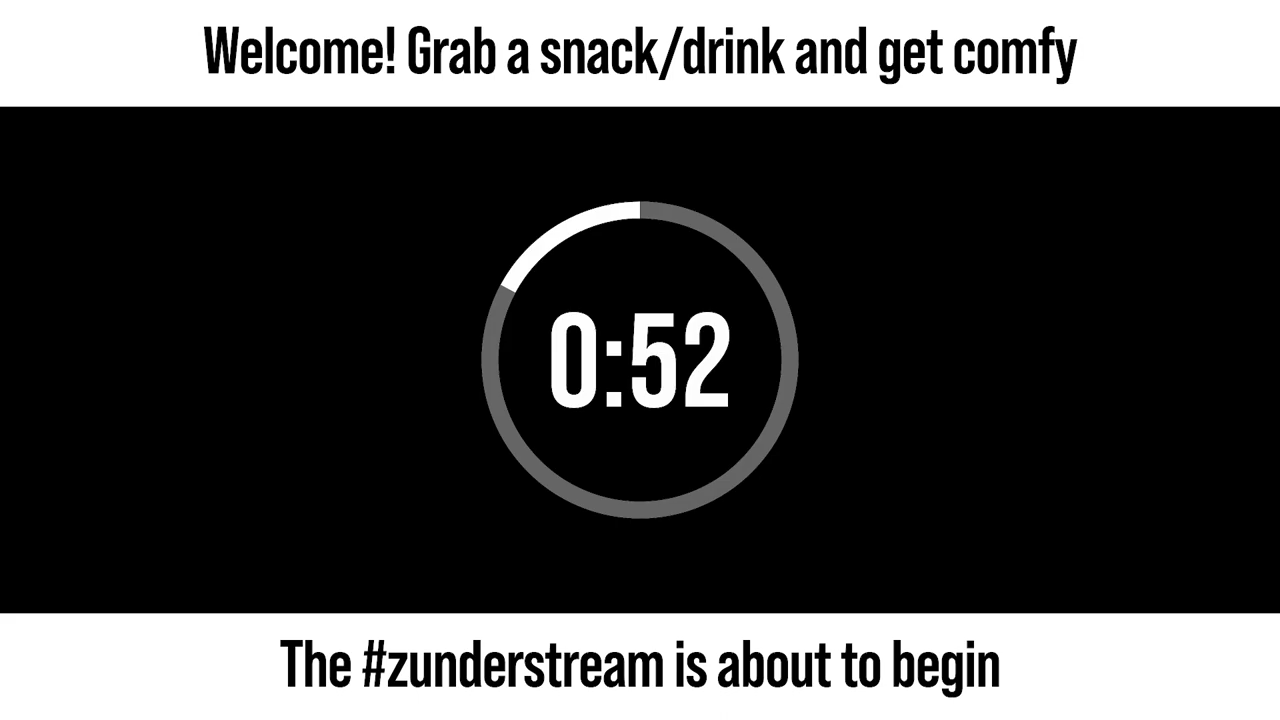 Welcome! Grab a snack/drink and get comfy
0:52
The #zunderstream is about to begin